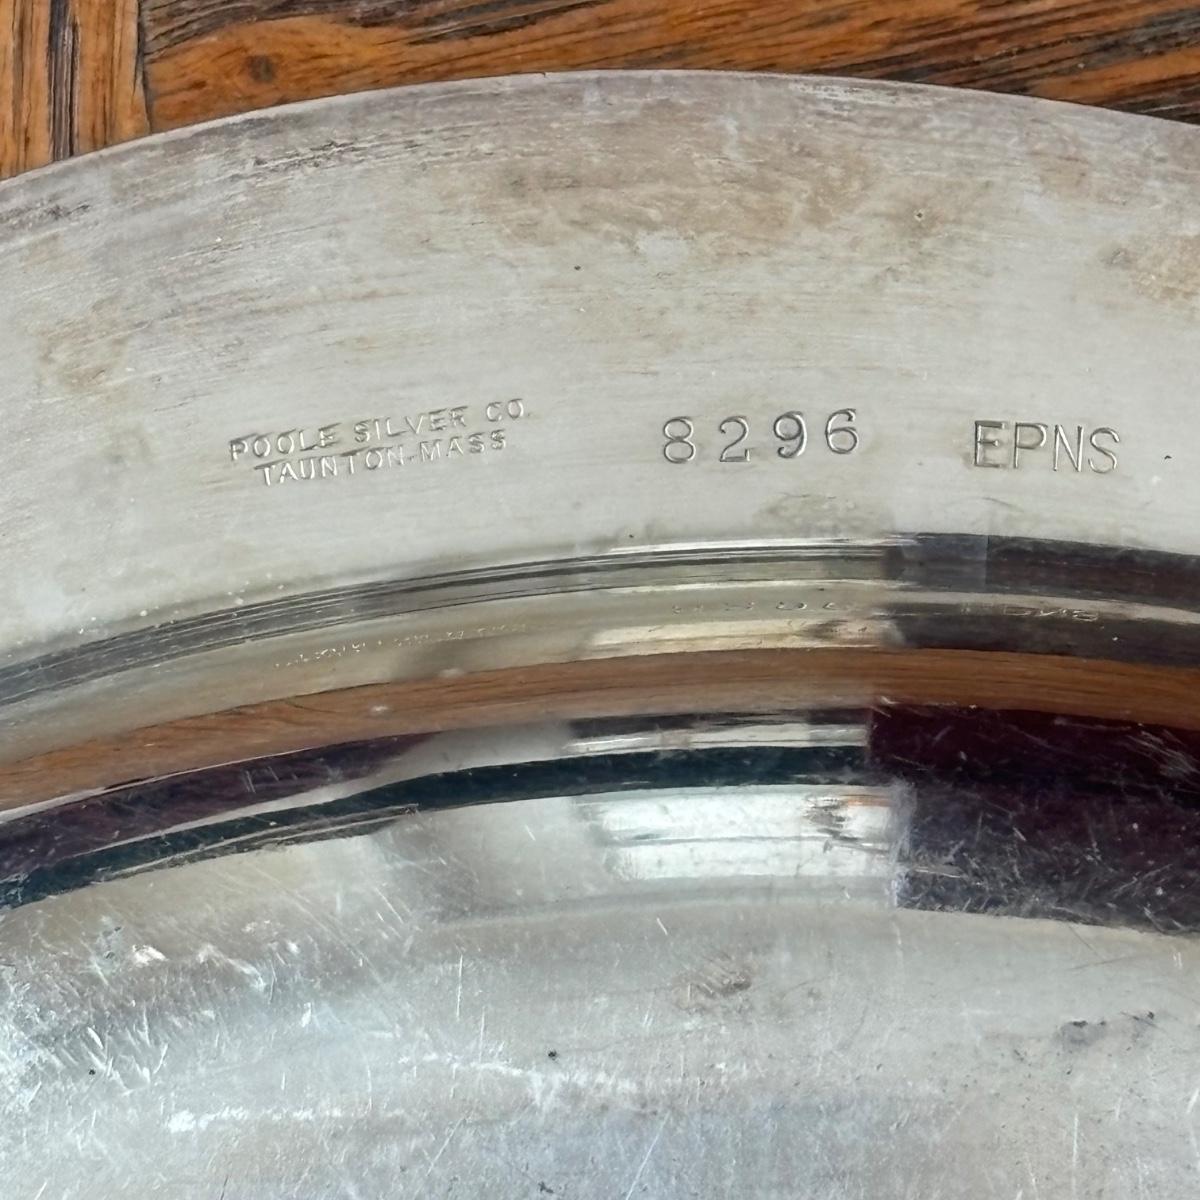 POOLE SILVER CO.
TAUNTON-MASS
8296
EPNS